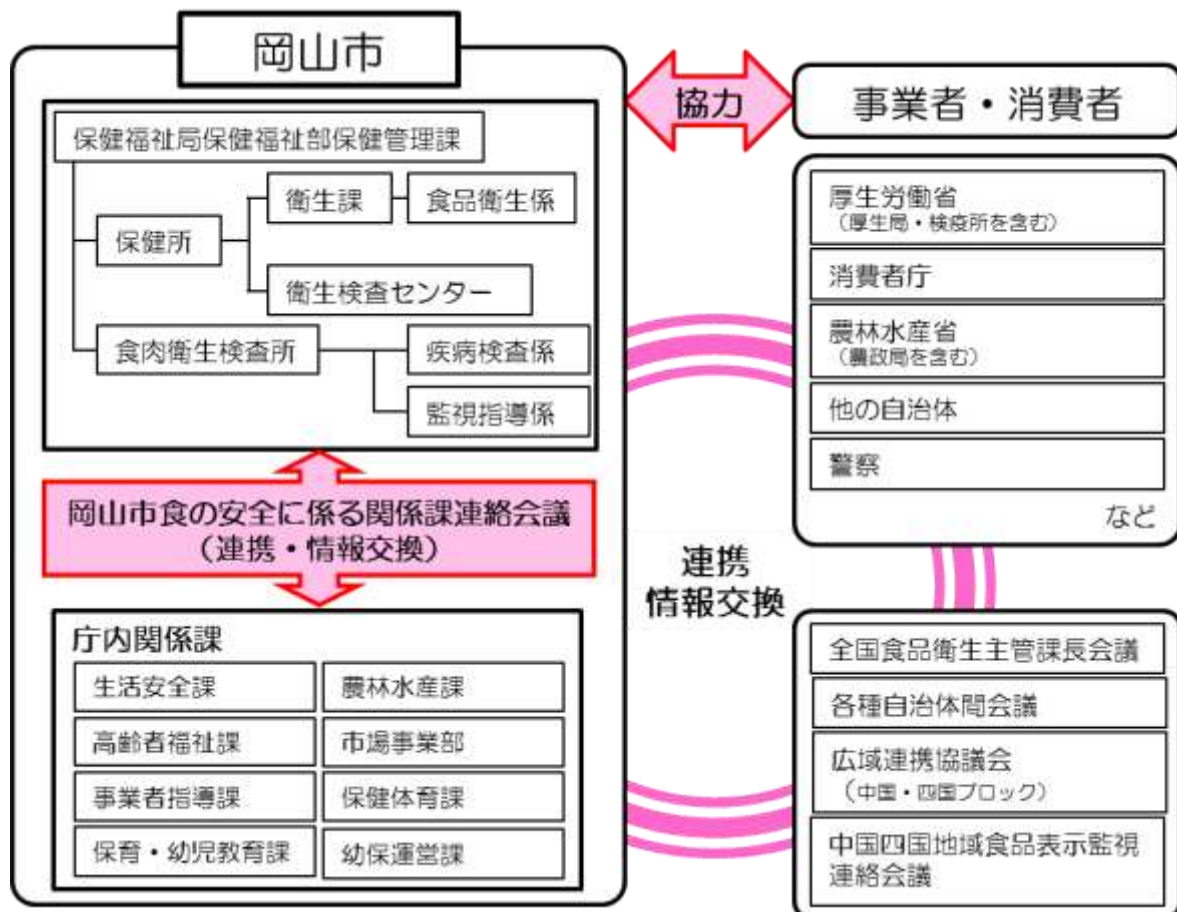 岡山市
保健福祉局保健福祉部保健管理課
衛生課
食品衛生係
保健所
衛生検査センター
食肉衛生検査所
疾病検査係
監視指導係
岡山市食の安全に係る関係課連絡会議
（連携・情報交換）
庁内関係課
生活安全課
農林水産課
高齢者福祉課
市場事業部
事業者指導課
保健体育課
保育・幼児教育課
幼保運営課
協力
事業者・消費者
厚生労働省
（厚生局・検疫所を含む）
消費者庁
農林水産省
（農政局を含む）
他の自治体
警察
など
連携
情報交換
全国食品衛生主管課長会議
各種自治体間会議
広域連携協議会
（中国・四国ブロック）
中国四国地域食品表示監視
連絡会議